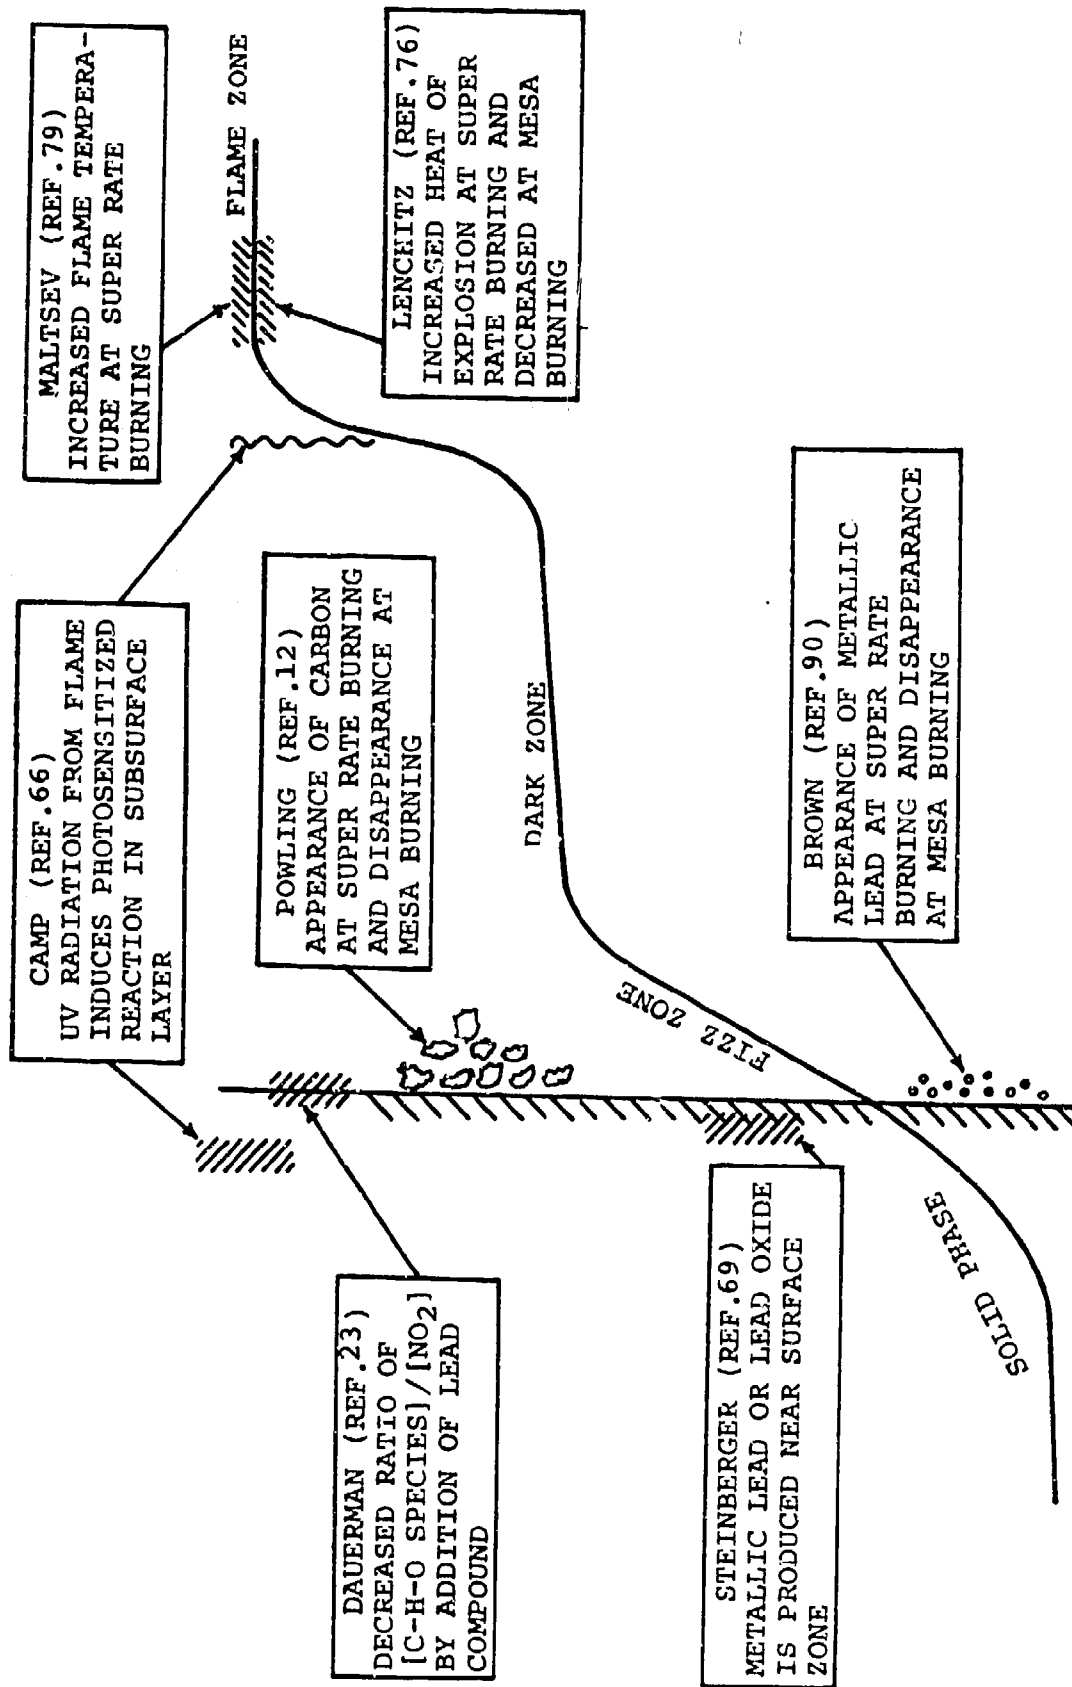 MALTSEV (REF.79)
INCREASED FLAME TEMPERA-
TURE AT SUPER RATE
BURNING
FLAME ZONE
LENCHITZ (REF.76)
INCREASED HEAT OF
EXPLOSION AT SUPER
RATE BURNING AND
DECREASED AT MESA
BURNING
CAMP (REF.66)
UV RADIATION FROM FLAME
INDUCES PHOTOSENSITIZED
REACTION IN SUBSURFACE
LAYER
POWLING (REF.12)
APPEARANCE OF CARBON
AT SUPER RATE BURNING
AND DISAPPEARANCE AT
MESA BURNING
DARK ZONE
BROWN (REF.90)
APPEARANCE OF METALLIC
LEAD AT SUPER RATE
BURNING AND DISAPPEARANCE
AT MESA BURNING
FIZZ ZONE
DAUERMAN (REF.23)
DECREASED RATIO OF
[C-H-O SPECIES]/[NO2]
BY ADDITION OF LEAD
COMPOUND
STEINBERGER (REF.69)
METALLIC LEAD OR LEAD OXIDE
IS PRODUCED NEAR SURFACE
ZONE
SOLID PHASE